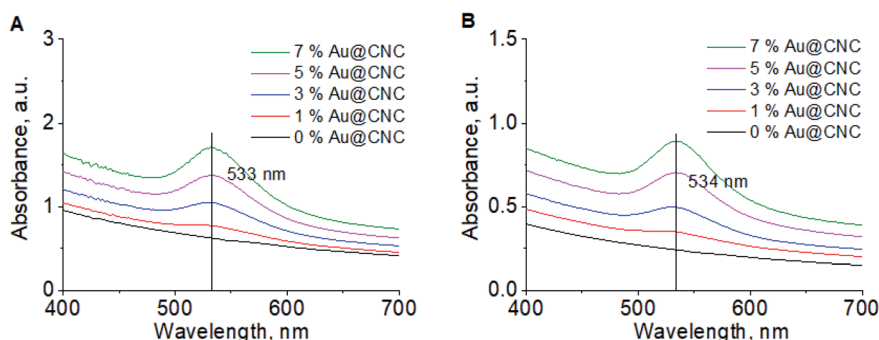 A
3
2
1
0
400
500
600
700
Absorbance, a.u.
Wavelength, nm
7 % Au@CNC
5 % Au@CNC
3 % Au@CNC
1 % Au@CNC
0 % Au@CNC
533 nm
B
1.5
1.0
0.5
0.0
400
500
600
700
Absorbance, a.u.
Wavelength, nm
7 % Au@CNC
5 % Au@CNC
3 % Au@CNC
1 % Au@CNC
0 % Au@CNC
534 nm